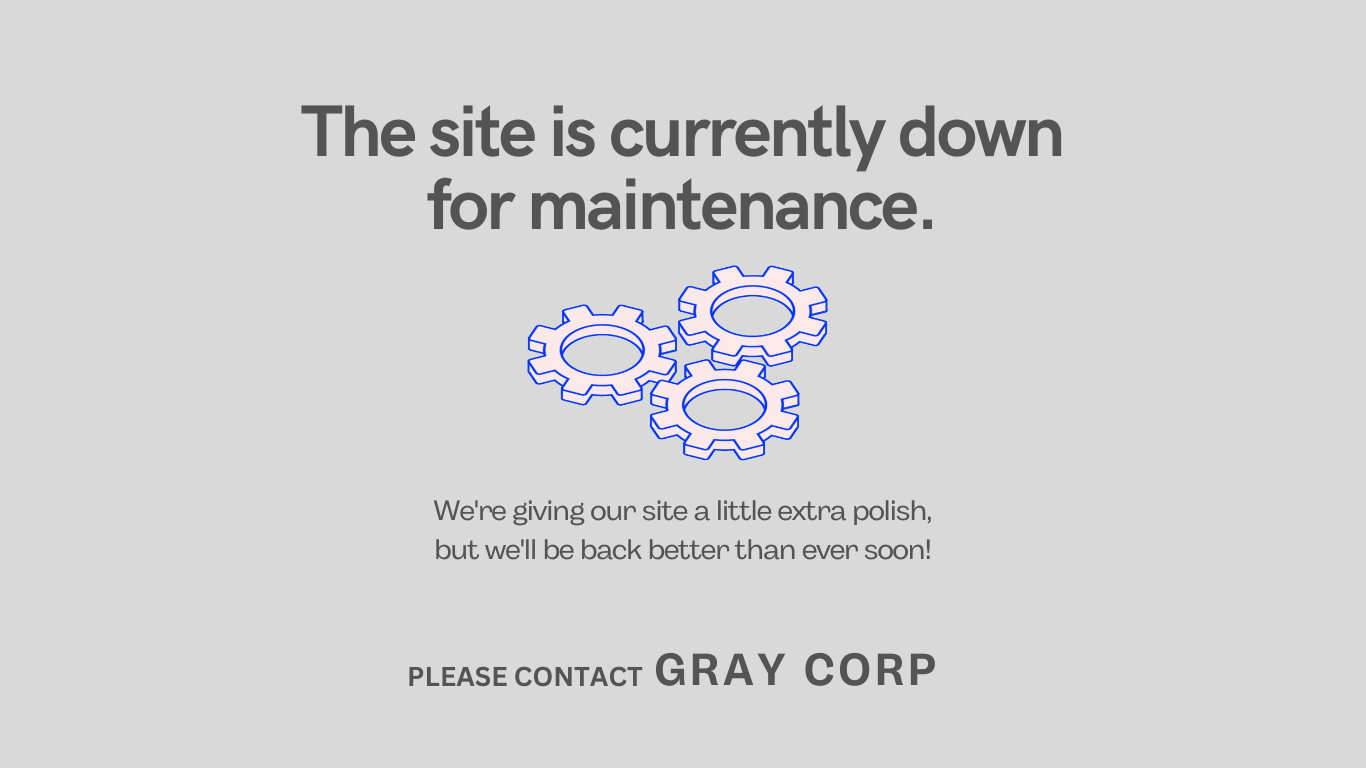 The site is currently down
for maintenance.
We're giving our site a little extra polish,
but we'll be back better than ever soon!
PLEASE CONTACT GRAY CORP